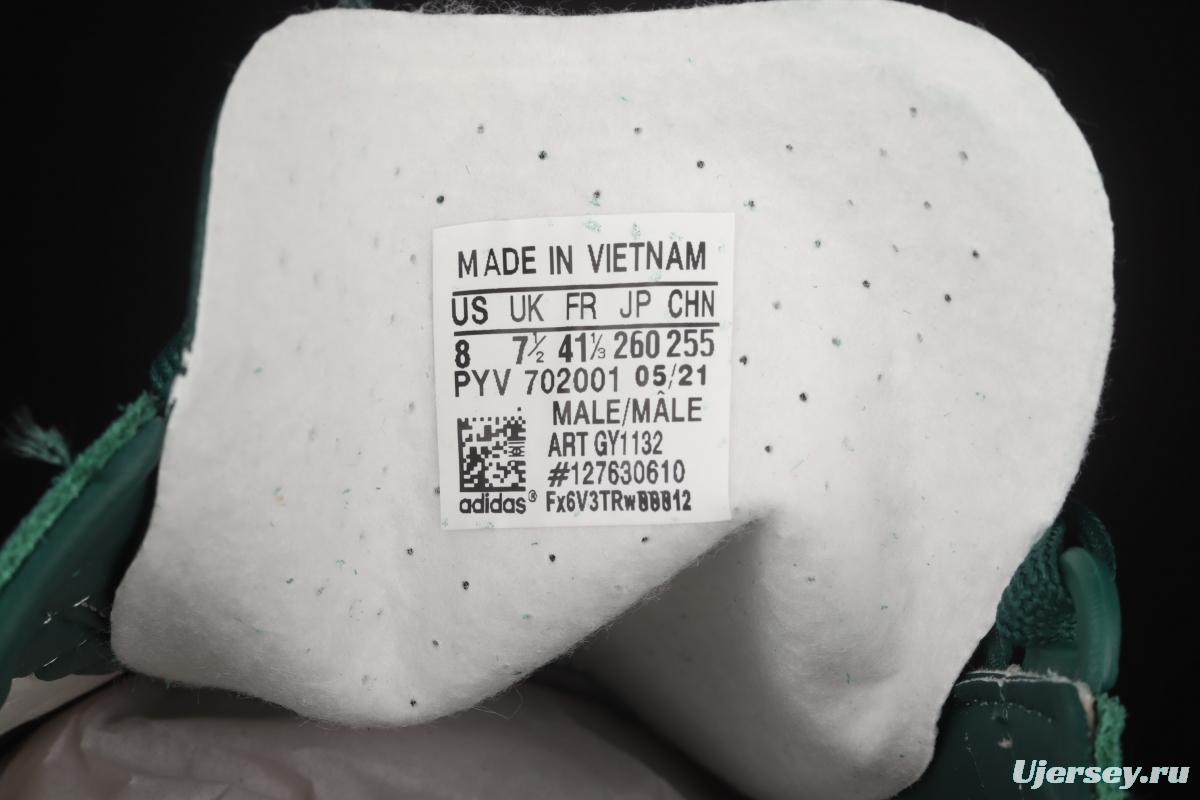 MADE IN VIETNAM
US UK FR JP CHN
8 7½ 41⅓ 260 255
PYV 702001 05/21
MALE/MÂLE
ART GY1132
#127630610
adidas®
Ujersey.ru